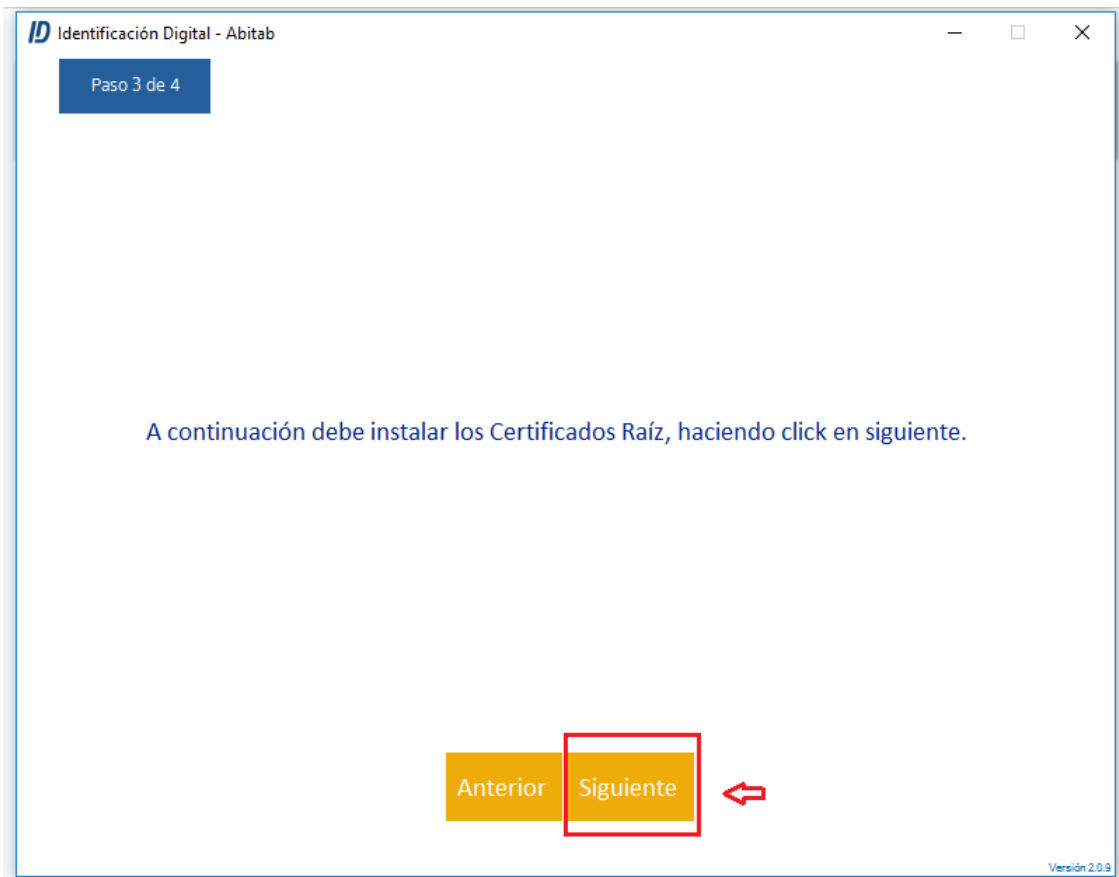 ID Identificación Digital - Abitab
Paso 3 de 4
A continuación debe instalar los Certificados Raíz, haciendo click en siguiente.
Anterior Siguiente
Versión 2.0.9